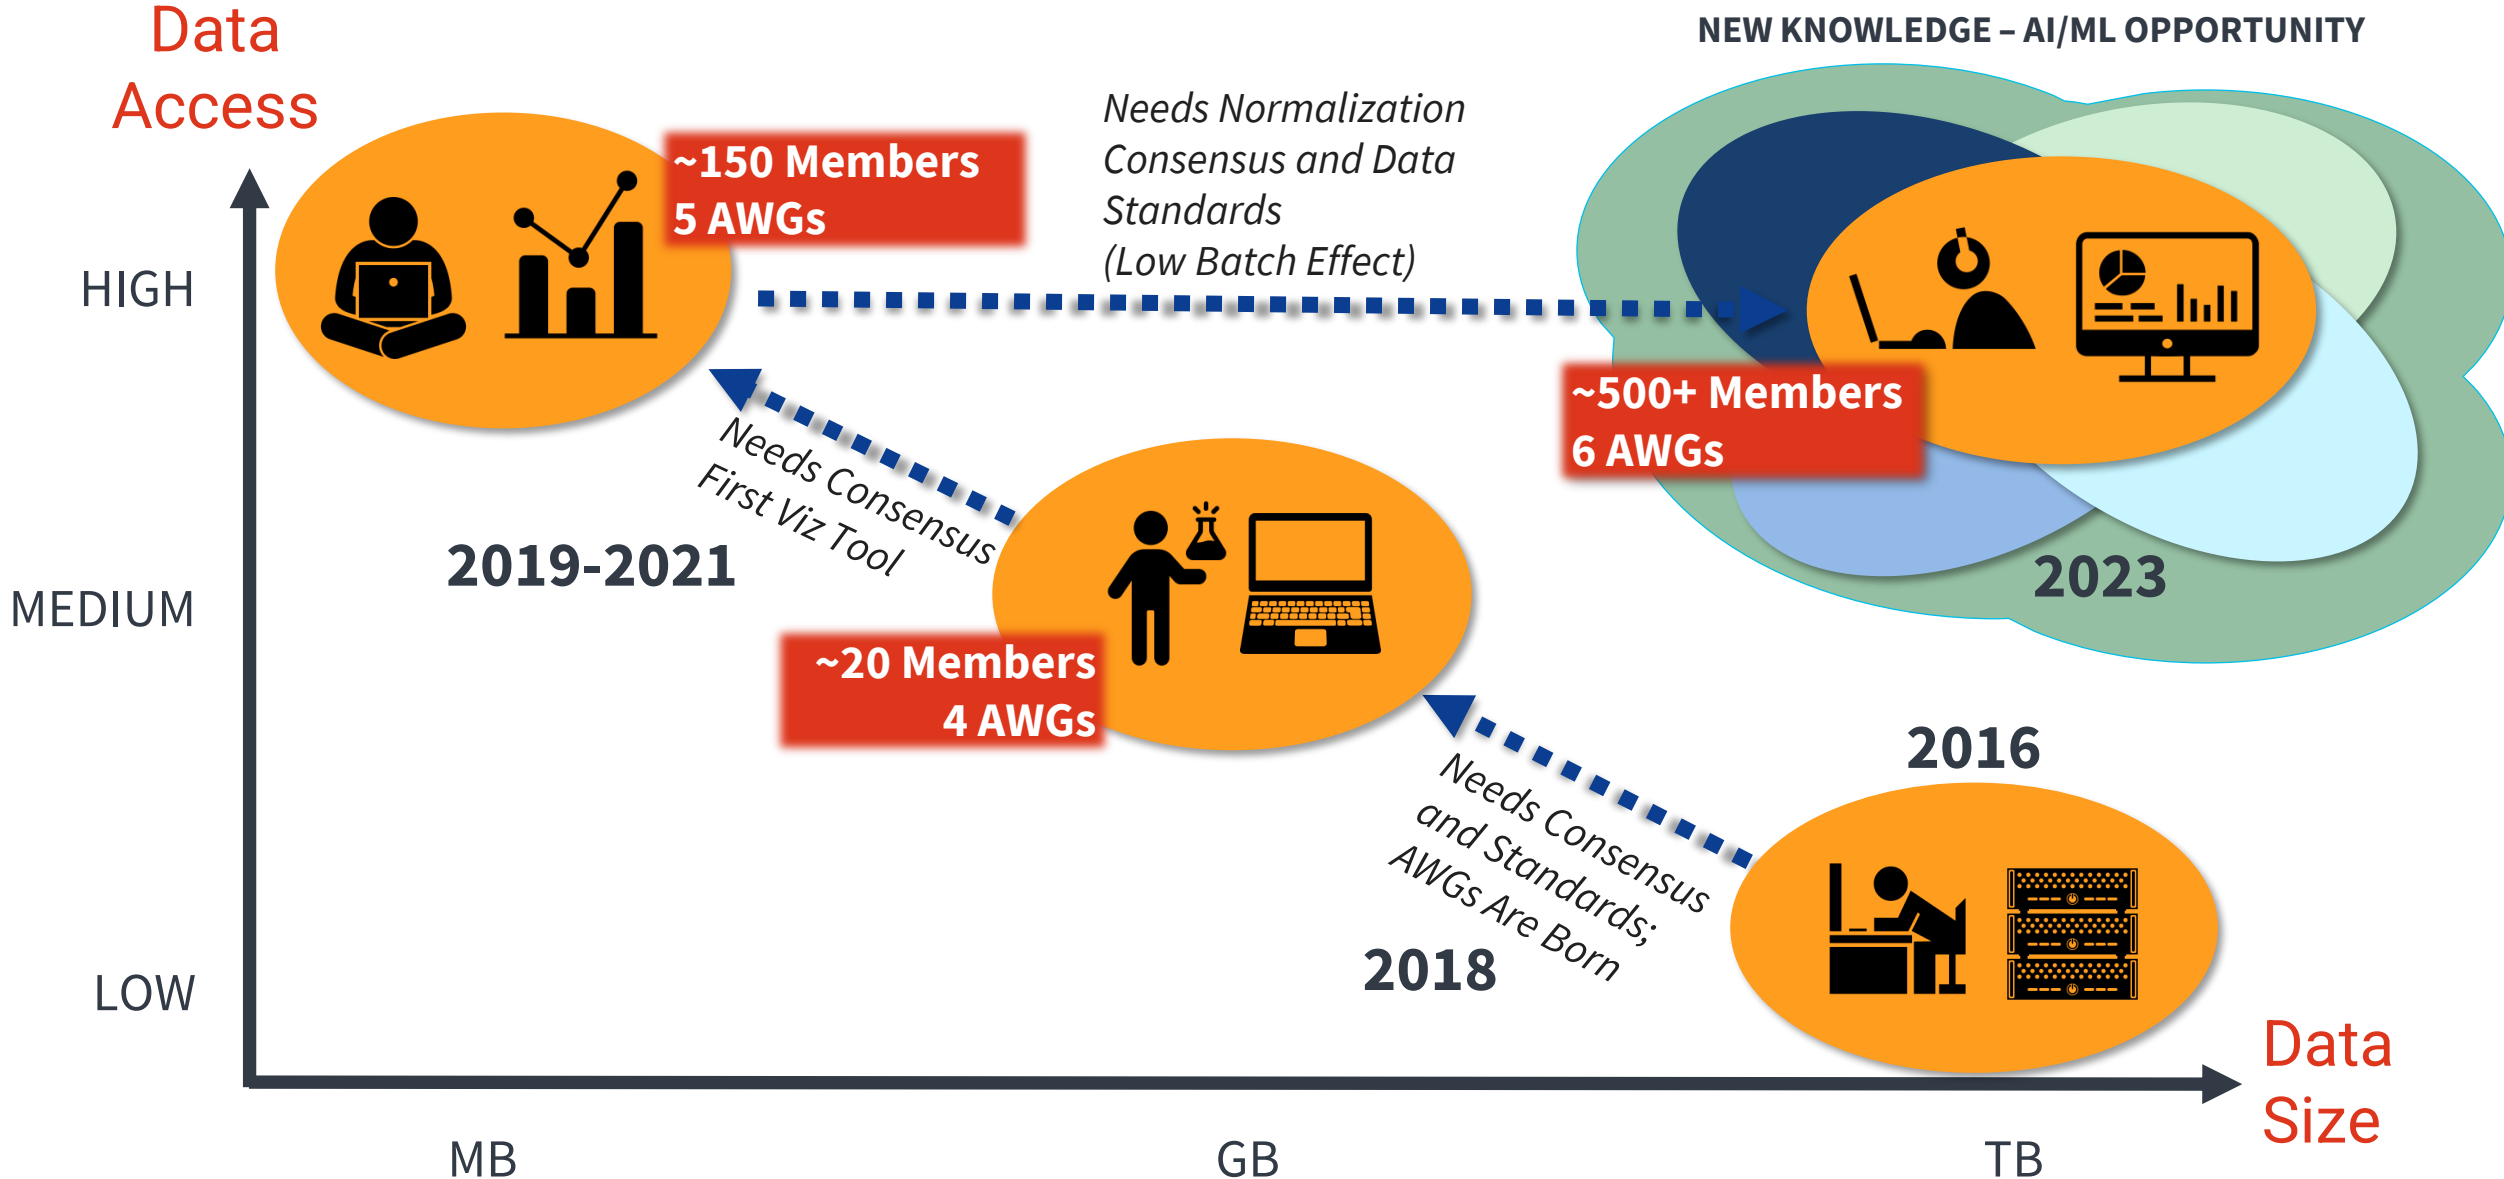 Data
Access
NEW KNOWLEDGE – AI/ML OPPORTUNITY
~150 Members
5 AWGs
Needs Normalization
Consensus and Data
Standards
(Low Batch Effect)
HIGH
~500+ Members
6 AWGs
Needs Consensus
First Viz Tool
2019-2021
2023
MEDIUM
~20 Members
4 AWGs
2016
Needs Consensus
and Standards;
AWGs Are Born
2018
LOW
Data
Size
MB
GB
TB